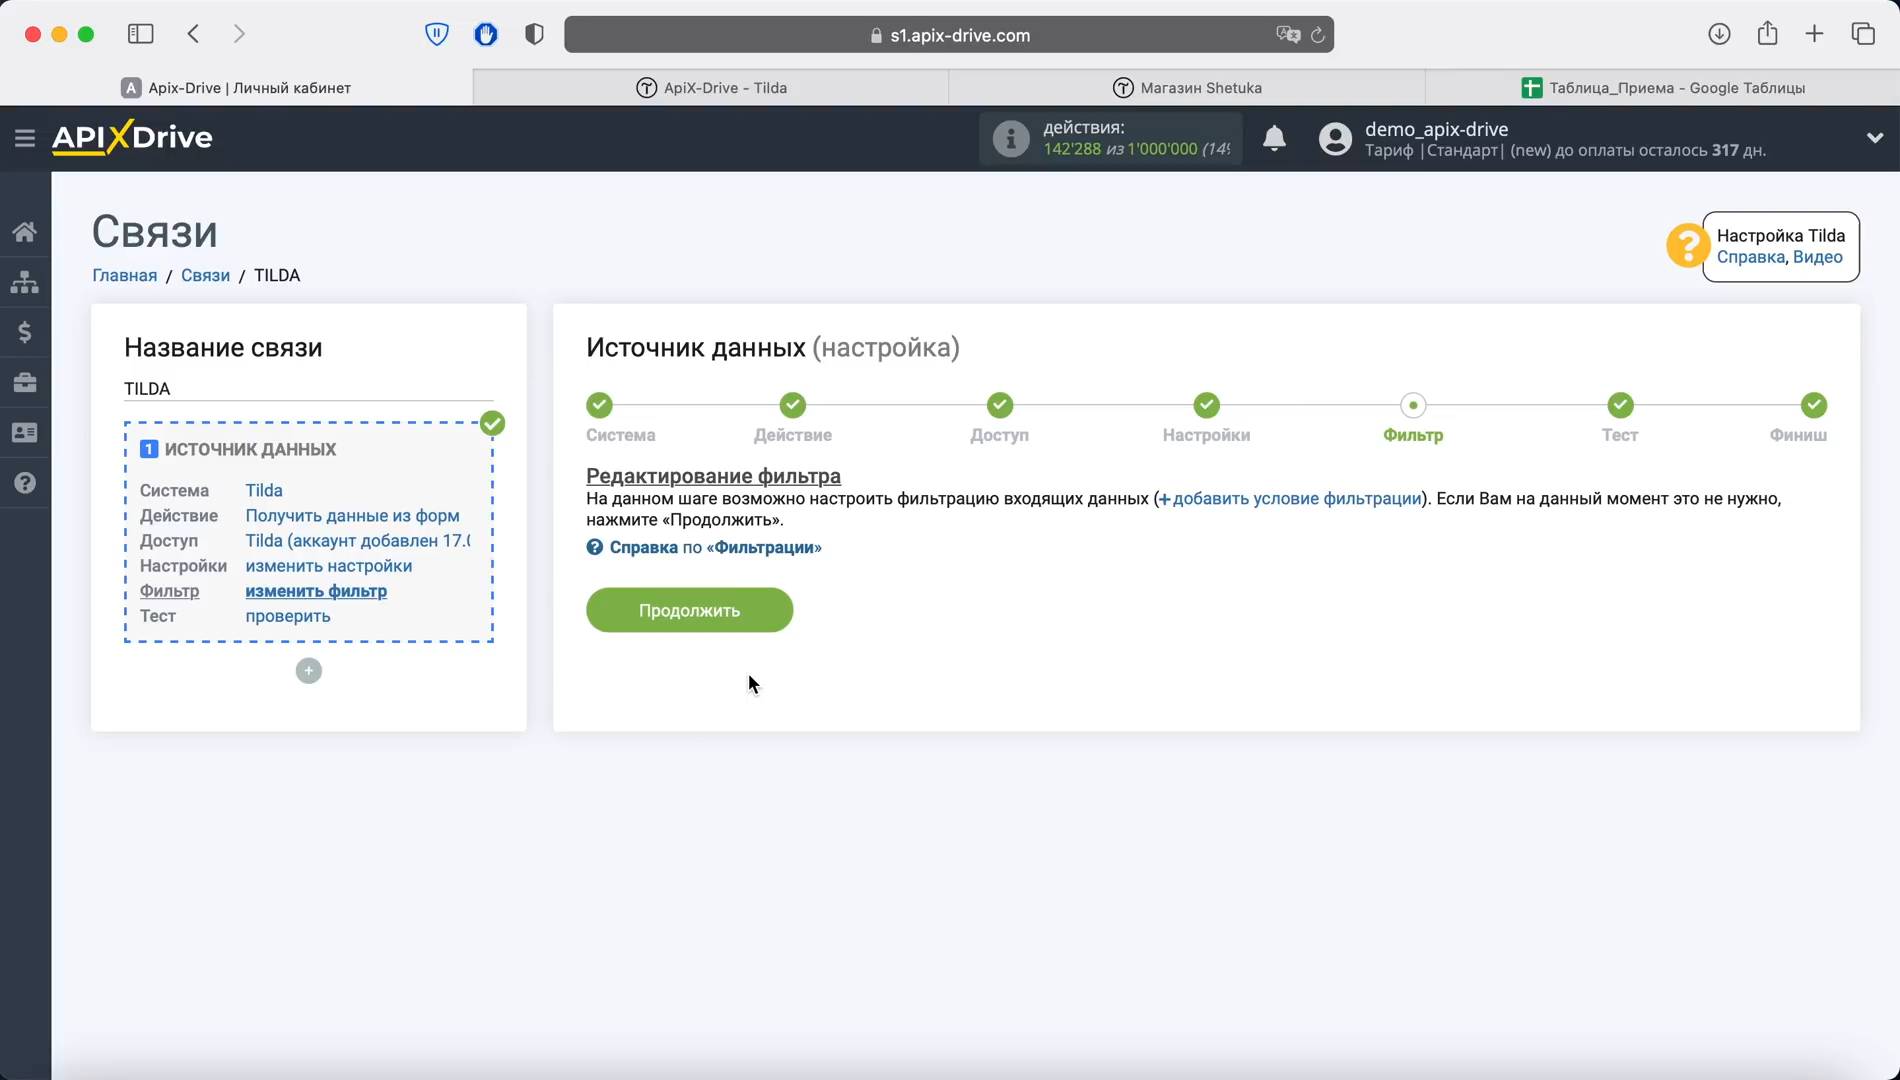 s1.apix-drive.com
A Apix-Drive | Личный кабинет
ApiX-Drive - Tilda
Магазин Shetuka
Таблица_Приема - Google Таблицы
APIXDrive
действия:
142'288 из 1'000'000 (14%
demo_apix-drive
Тариф |Стандарт| (new) до оплаты осталось 317 дн.
Связи
Главная / Связи / TILDA
Настройка Tilda
Справка, Видео
Название связи
TILDA
1 ИСТОЧНИК ДАННЫХ
Система Tilda
Действие Получить данные из форм
Доступ Tilda (аккаунт добавлен 17.0
Настройки изменить настройки
Фильтр изменить фильтр
Тест проверить
Источник данных (настройка)
Система Действие Доступ Настройки Фильтр Тест Финиш
Редактирование фильтра
На данном шаге возможно настроить фильтрацию входящих данных (+добавить условие фильтрации). Если Вам на данный момент это не нужно,
нажмите «Продолжить».
Справка по «Фильтрации»
Продолжить